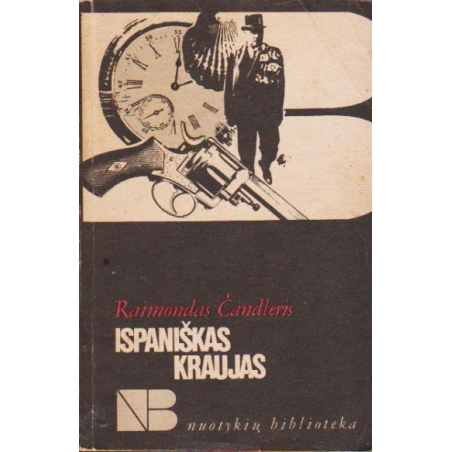 Raimondas Čandleris
ISPANIŠKAS
KRAUJAS
NB
nuotykių biblioteka